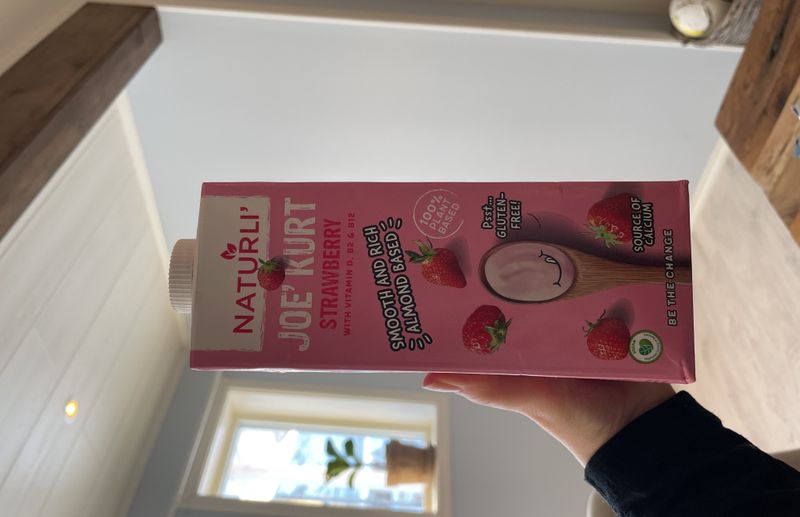 NATURLI'
JOE' KURT
STRAWBERRY
WITH VITAMIN D, B2 & B12
SMOOTH AND RICH
ALMOND BASED
100%
PLANT
BASED
Psst...
GLUTEN-
FREE!
SOURCE OF
CALCIUM
BE THE CHANGE